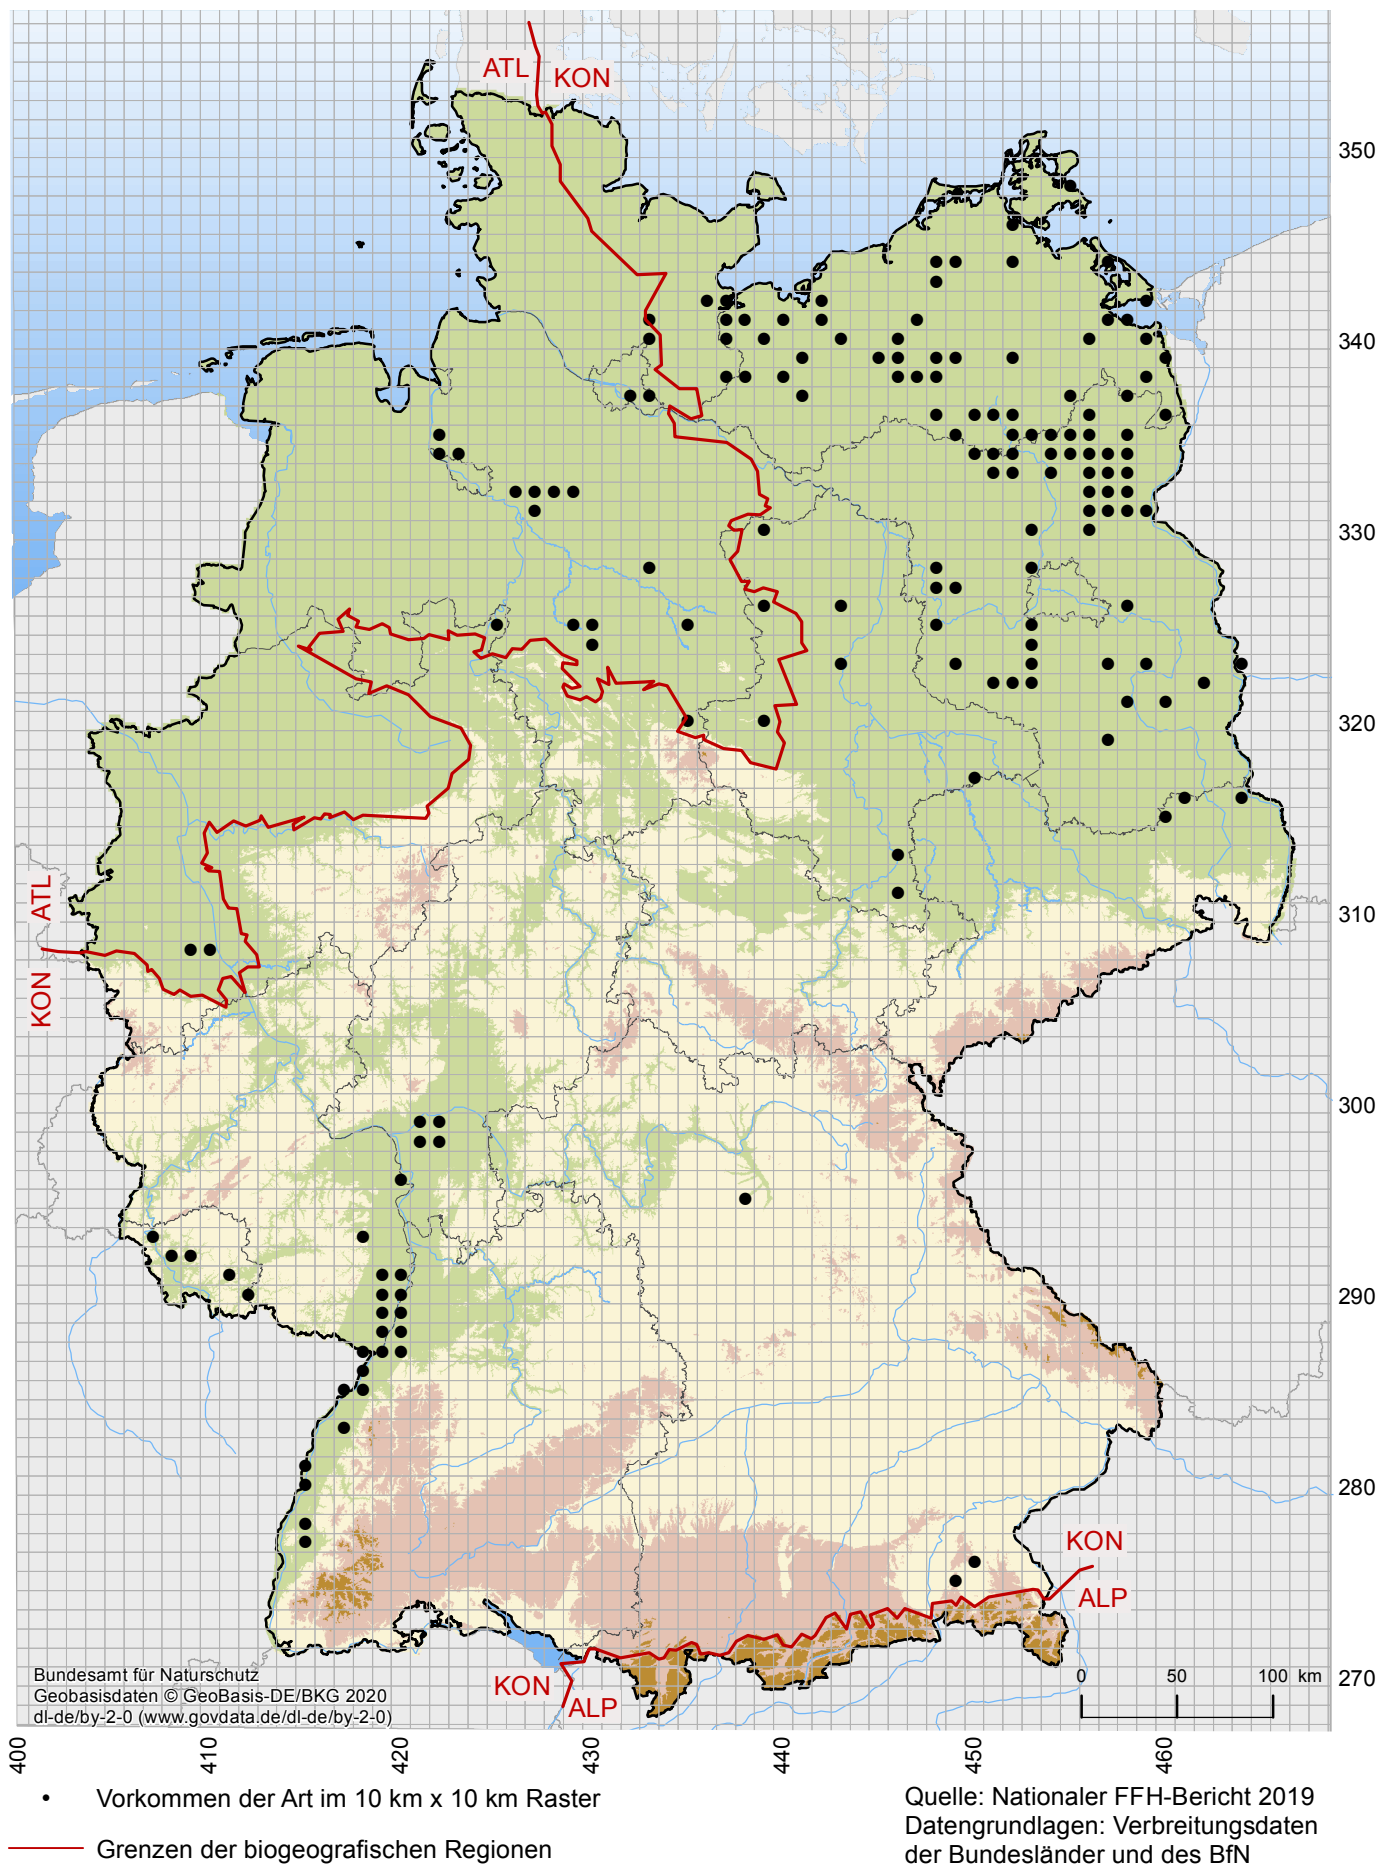 ATL
KON
350
340
330
320
310
300
290
280
270
ATL
KON
KON
ALP
KON
ALP
Bundesamt für Naturschutz
Geobasisdaten © GeoBasis-DE/BKG 2020
dl-de/by-2-0 (www.govdata.de/dl-de/by-2-0)
0 50 100 km
400 410 420 430 440 450 460
Vorkommen der Art im 10 km x 10 km Raster
Grenzen der biogeografischen Regionen
Quelle: Nationaler FFH-Bericht 2019
Datengrundlagen: Verbreitungsdaten
der Bundesländer und des BfN